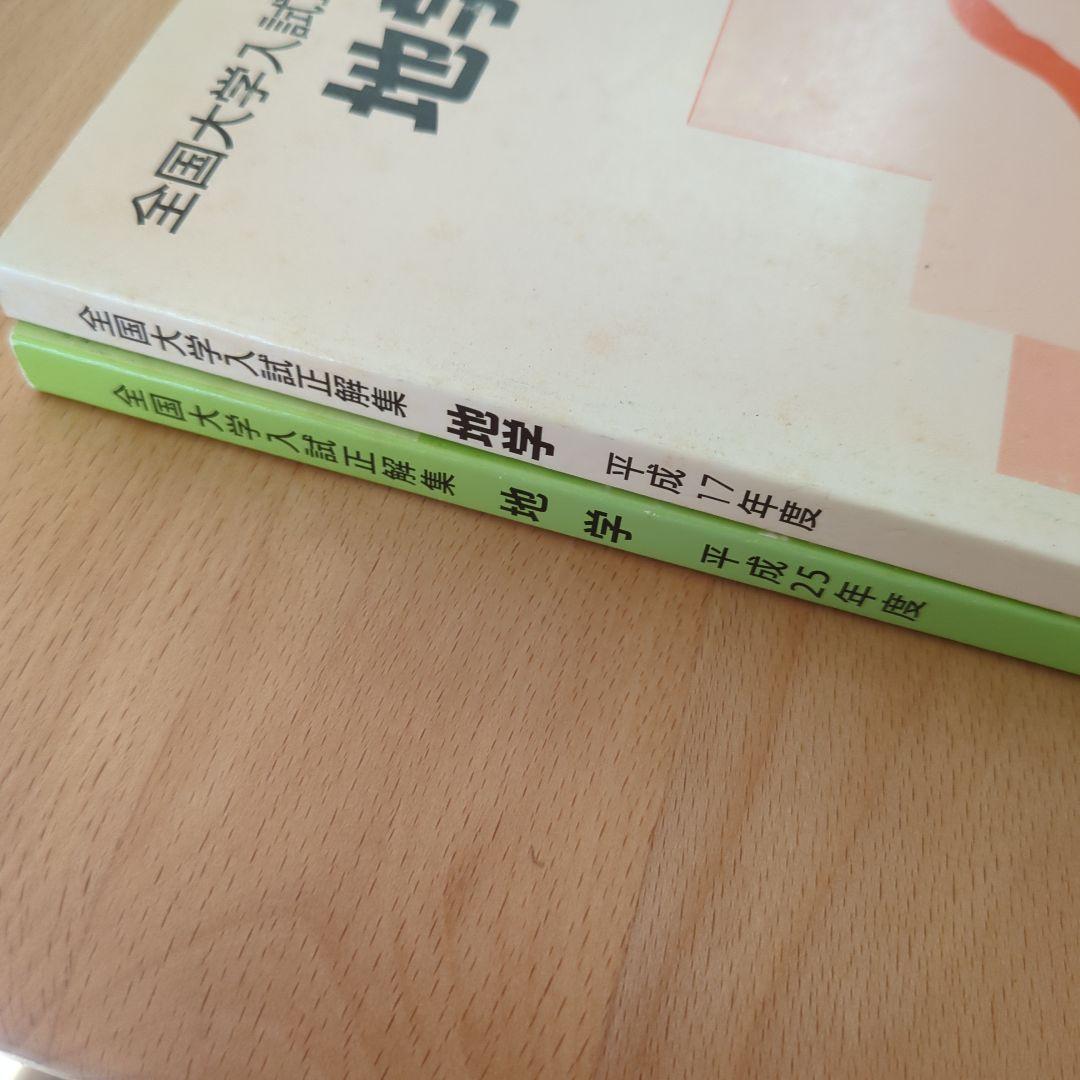 全国大学入試
地学
全国大学入試正解集 地学 平成17年度
全国大学入試正解集 地学 平成25年度